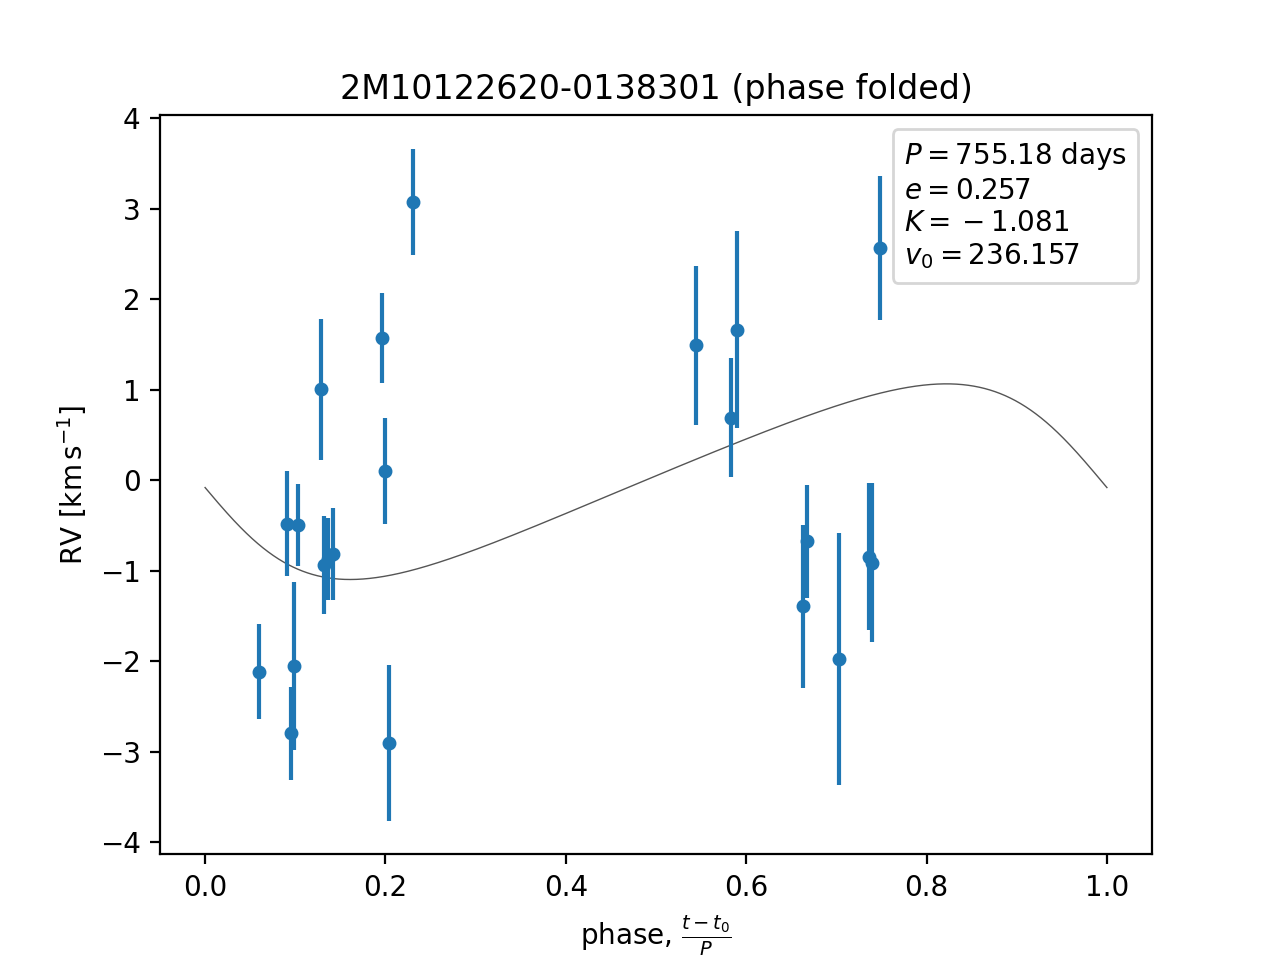 2M10122620-0138301 (phase folded)
P = 755.18 days
e = 0.257
K = −1.081
v₀ = 236.157
RV [km s⁻¹]
4
3
2
1
0
−1
−2
−3
−4
0.0 0.2 0.4 0.6 0.8 1.0
phase, (t − t₀)/P